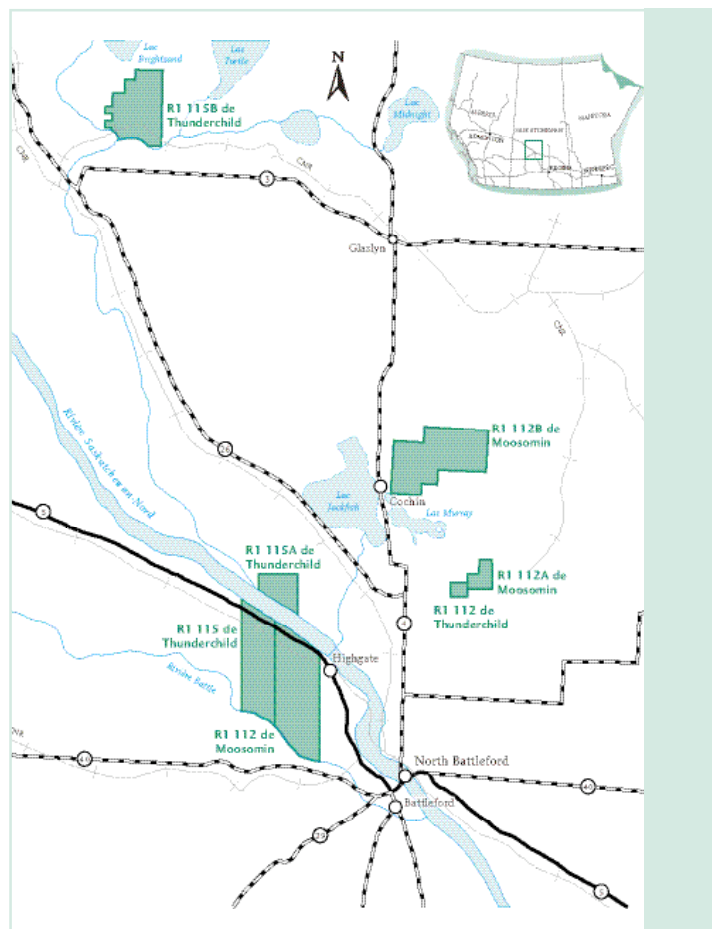 Lac
Brightsand
Lac
Turtle
N
R1 115B de
Thunderchild
Lac
Midnight
ALBERTA
EDMONTON
SASKATCHEWAN
MANITOBA
REGINA
CNR
CNR
3
Glaslyn
CNR
Rivière Saskatchewan-Nord
26
R1 112B de
Moosomin
Lac
Jackfish
Cochin
Lac Murray
5
R1 115A de
Thunderchild
R1 112A de
Moosomin
R1 112 de
Thunderchild
R1 115 de
Thunderchild
4
Highgate
Rivière Battle
R1 112 de
Moosomin
40
North Battleford
40
Battleford
29
5